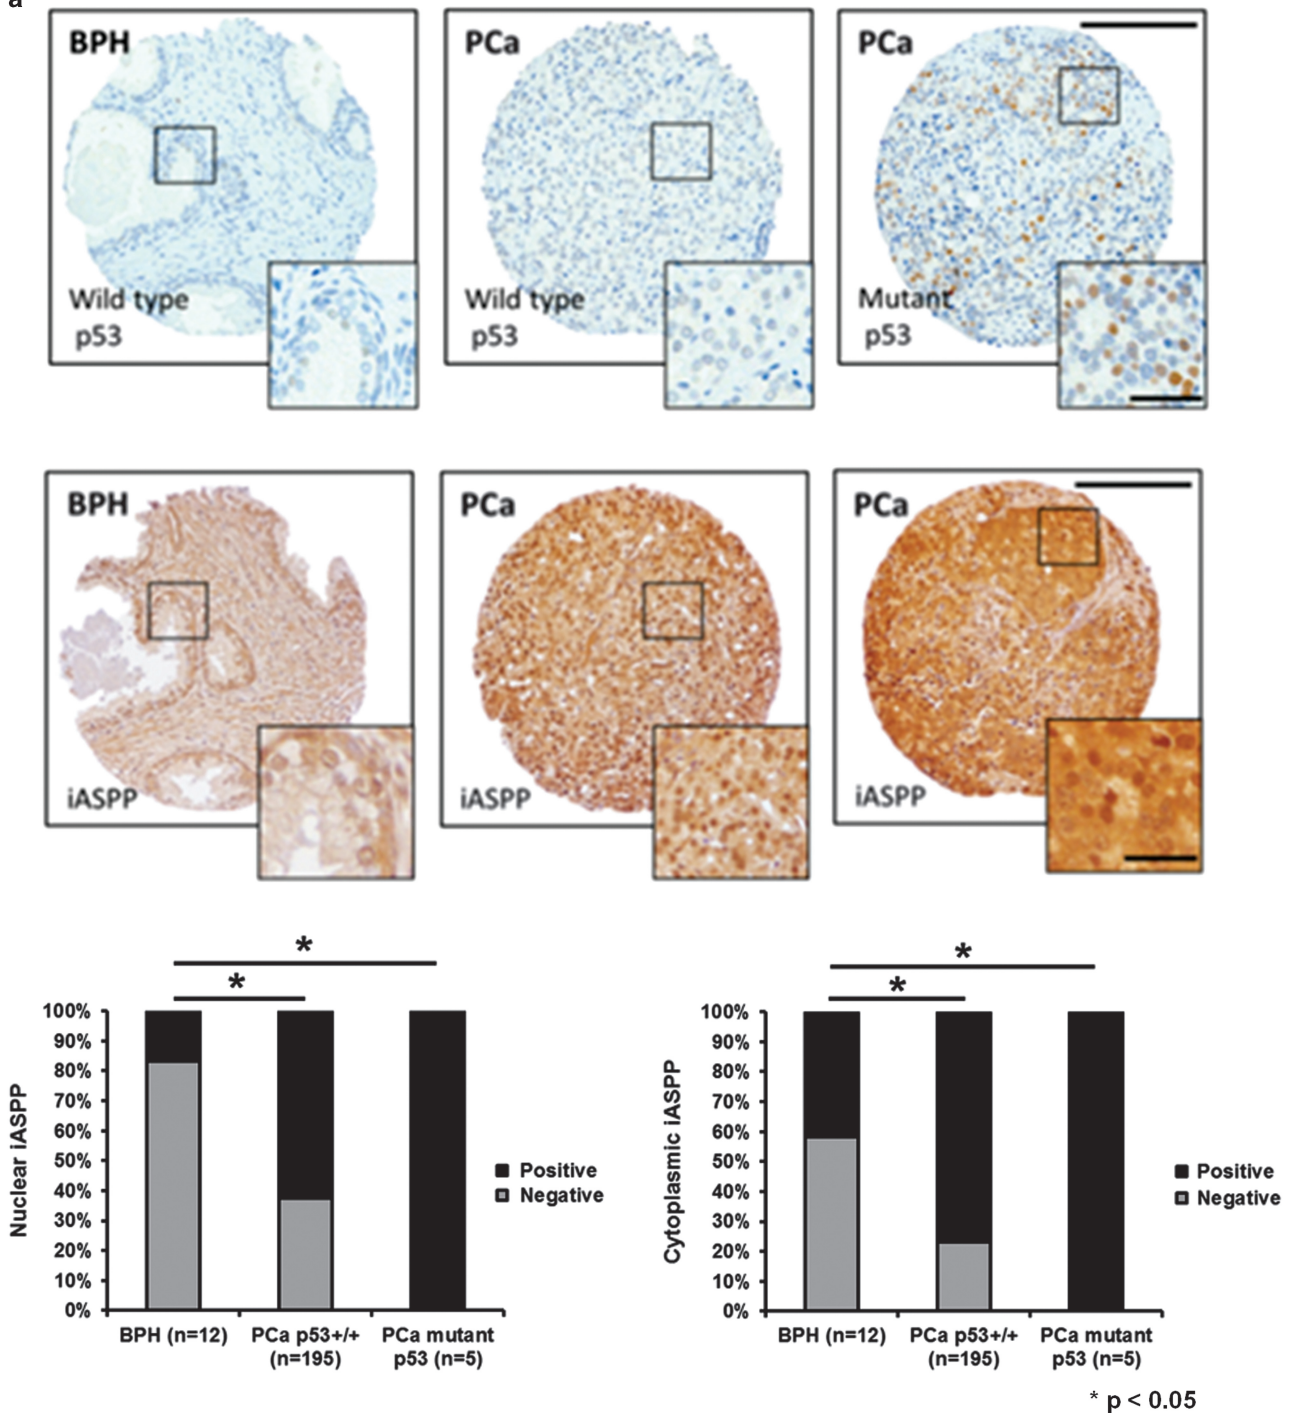 a
BPH
Wild type
p53
PCa
Wild type
p53
PCa
Mutant
p53
BPH
iASPP
PCa
iASPP
PCa
iASPP
*
*
Nuclear iASPP
100%
90%
80%
70%
60%
50%
40%
30%
20%
10%
0%
BPH (n=12)
PCa p53+/+
(n=195)
PCa mutant
p53 (n=5)
Positive
Negative
*
*
Cytoplasmic iASPP
100%
90%
80%
70%
60%
50%
40%
30%
20%
10%
0%
BPH (n=12)
PCa p53+/+
(n=195)
PCa mutant
p53 (n=5)
Positive
Negative
* p < 0.05